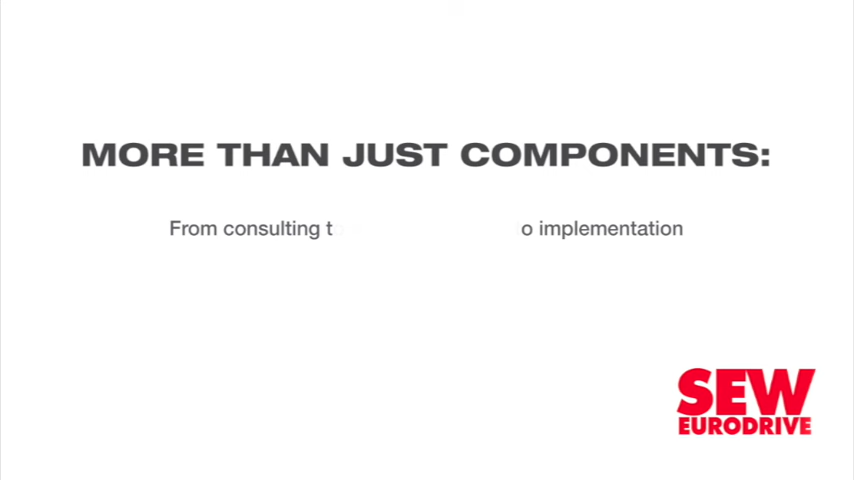 MORE THAN JUST COMPONENTS:
From consulting t o implementation
SEW
EURODRIVE